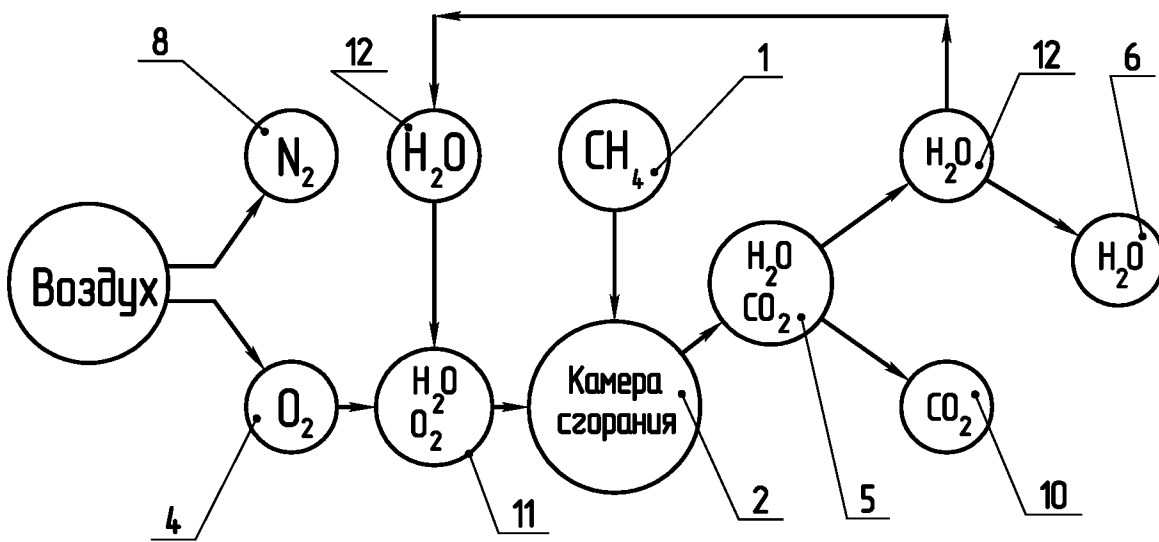 8
12
1
12
6
N₂
H₂O
CH₄
H₂O
Воздух
H₂O
CO₂
H₂O
O₂
H₂O
O₂
Камера
сгорания
CO₂
4
11
2
5
10